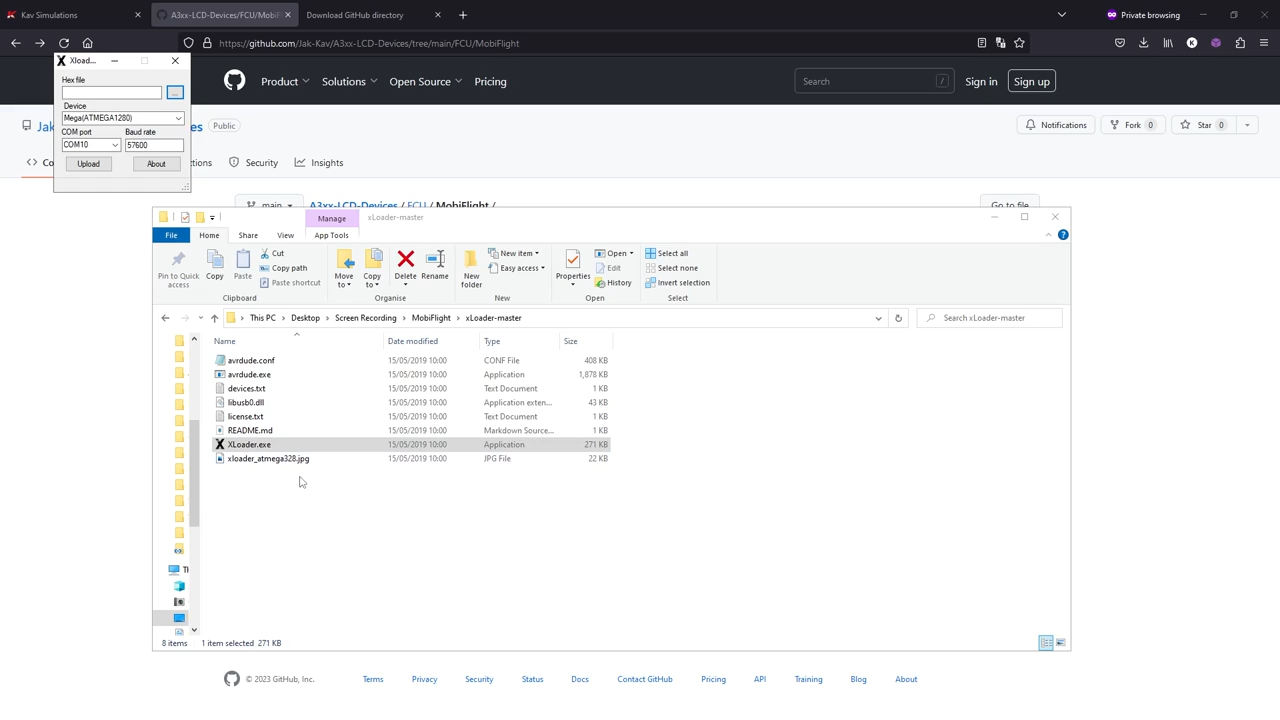 Kav Simulations
A3xx-LCD-Devices/FCU/MobiF
Download GitHub directory
Private browsing
https://github.com/Jak-Kav/A3xx-LCD-Devices/tree/main/FCU/MobiFlight
Xload...
Hex file
...
Device
Mega(ATMEGA1280)
COM port
Baud rate
COM10
57600
Upload
About
Product
Solutions
Open Source
Pricing
Search
/
Sign in
Sign up
Public
Notifications
Fork 0
Star 0
Security
Insights
main
A3xx-LCD-Devices / FCU / MobiFlight /
Go to file
Manage
xLoader-master
File
Home
Share
View
App Tools
Pin to Quick access
Copy
Paste
Cut
Copy path
Paste shortcut
Clipboard
Move to
Copy to
Delete
Rename
Organise
New folder
New item
Easy access
New
Properties
Open
Edit
History
Open
Select all
Select none
Invert selection
Select
This PC
Desktop
Screen Recording
MobiFlight
xLoader-master
Search xLoader-master
Name
Date modified
Type
Size
avrdude.conf 15/05/2019 10:00 CONF File 408 KB
avrdude.exe 15/05/2019 10:00 Application 1,878 KB
devices.txt 15/05/2019 10:00 Text Document 1 KB
libusb0.dll 15/05/2019 10:00 Application exten... 43 KB
license.txt 15/05/2019 10:00 Text Document 1 KB
README.md 15/05/2019 10:00 Markdown Source... 1 KB
XLoader.exe 15/05/2019 10:00 Application 271 KB
xloader_atmega328.jpg 15/05/2019 10:00 JPG File 22 KB
8 items
1 item selected 271 KB
© 2023 GitHub, Inc.
Terms
Privacy
Security
Status
Docs
Contact GitHub
Pricing
API
Training
Blog
About